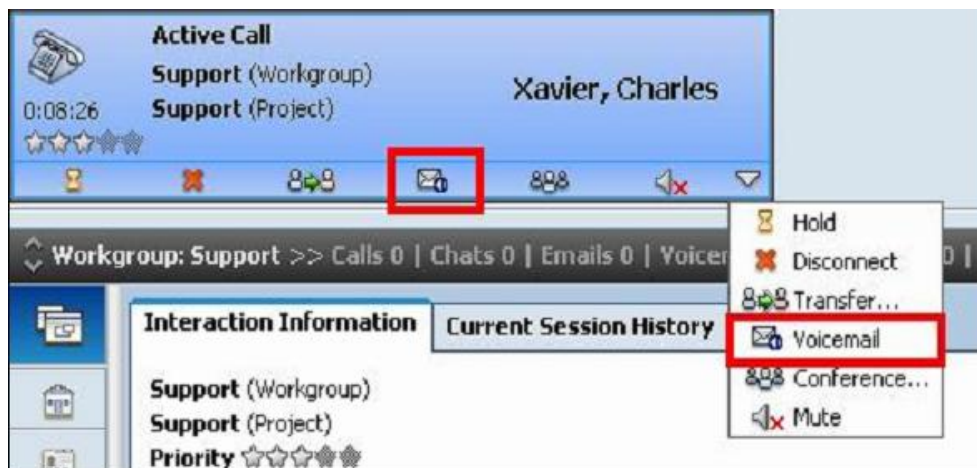 Active Call
Support (Workgroup)
Xavier, Charles
0:08:26
Support (Project)
Hold
Workgroup: Support >> Calls 0 | Chats 0 | Emails 0 |
Disconnect
Transfer...
Interaction Information
Current Session History
Voicemail
Support (Workgroup)
Conference...
Support (Project)
Mute
Priority